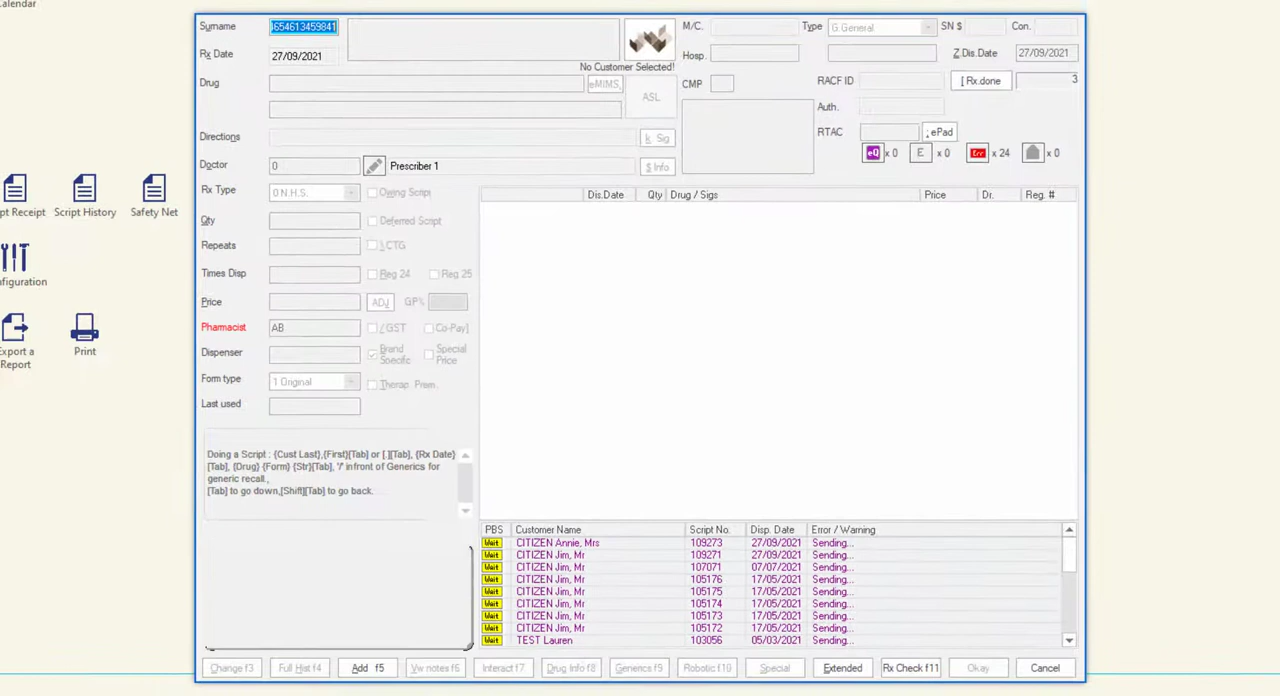 Calendar
pt Receipt
Script History
Safety Net
nfiguration
Export a
Report
Print
Surname
8654613459841
M/C.
Type
G.General
SN $
Con.
Rx Date
27/09/2021
Hosp.
Z.Dis.Date
27/09/2021
No Customer Selected!
Drug
eMIMS,
ASL
CMP
RACF ID
[ Rx.done
3
Auth.
Directions
k. Sig
RTAC
; ePad
eQ x 0
E x 0
Err x 24
x 0
Doctor
0
Prescriber 1
$ Info
Rx Type
0 N.H.S.
Owing Script
Dis.Date
Qty
Drug / Sigs
Price
Dr.
Reg. #
Qty
Deferred Script
Repeats
\ CTG
Times Disp
Reg 24
Reg 25
Price
ADJ
GP%
Pharmacist
AB
/ GST
Co-Pay]
Dispenser
Brand
Specific
Special
Price
Form type
1 Original
Therap. Prem.
Last used
Doing a Script : {Cust Last},{First}[Tab] or [.][Tab], {Rx Date}
[Tab], {Drug} {Form} {Str}[Tab], '/' infront of Generics for
generic recall.,
[Tab] to go down,[Shift][Tab] to go back.
PBS Customer Name Script No. Disp. Date Error / Warning
Wait CITIZEN Annie, Mrs 109273 27/09/2021 Sending...
Wait CITIZEN Jim, Mr 109271 27/09/2021 Sending...
Wait CITIZEN Jim, Mr 107071 07/07/2021 Sending...
Wait CITIZEN Jim, Mr 105176 17/05/2021 Sending...
Wait CITIZEN Jim, Mr 105175 17/05/2021 Sending...
Wait CITIZEN Jim, Mr 105174 17/05/2021 Sending...
Wait CITIZEN Jim, Mr 105173 17/05/2021 Sending...
Wait CITIZEN Jim, Mr 105172 17/05/2021 Sending...
Wait TEST Lauren 103056 05/03/2021 Sending...
Change f3
Full Hist f4
Add f5
Vw notes f6
Interact f7
Drug Info f8
Generics f9
Robotic f10
Special
Extended
Rx Check f11
Okay
Cancel